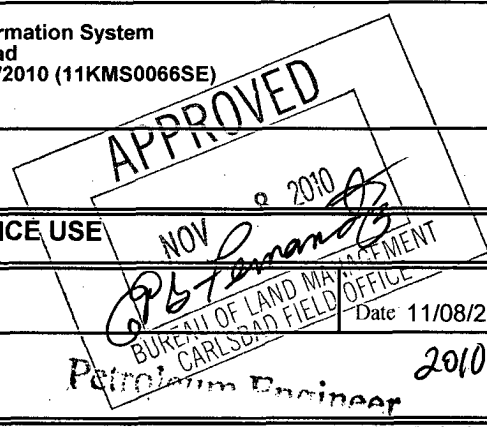 rmation System
ad
/2010 (11KMS0066SE)
APPROVED
NOV 8 2010
ICE USE
BUREAU OF LAND MANAGEMENT
CARLSBAD FIELD OFFICE
Date 11/08/2
2010
Petroleum Engineer